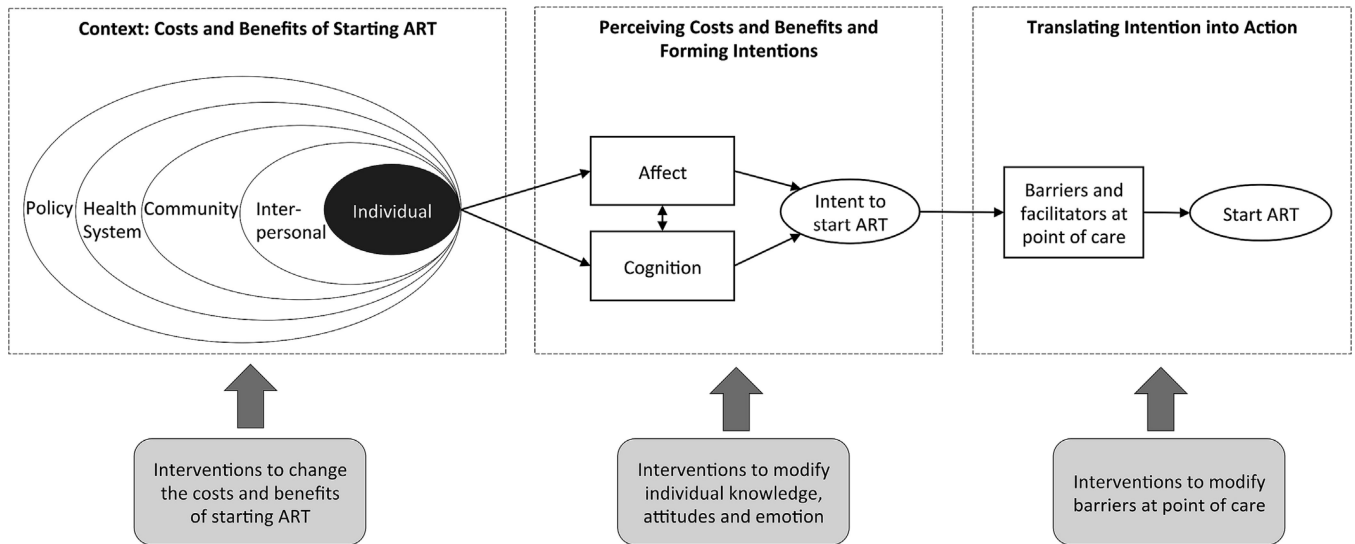 Context: Costs and Benefits of Starting ART
Policy
Health
System
Community
Inter-
personal
Individual
Perceiving Costs and Benefits and
Forming Intentions
Affect
Cognition
Intent to
start ART
Translating Intention into Action
Barriers and
facilitators at
point of care
Start ART
Interventions to change
the costs and benefits
of starting ART
Interventions to modify
individual knowledge,
attitudes and emotion
Interventions to modify
barriers at point of care